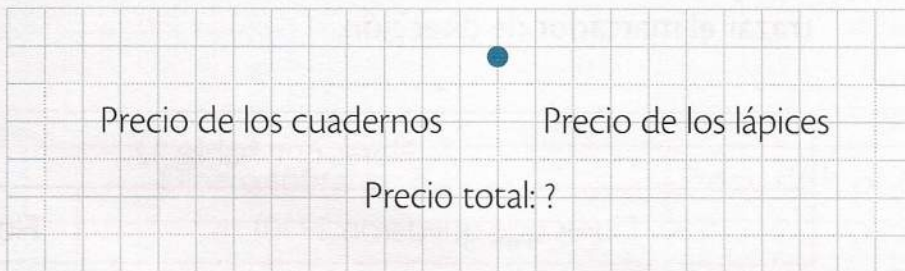 Precio de los cuadernos
Precio de los lápices
Precio total: ?